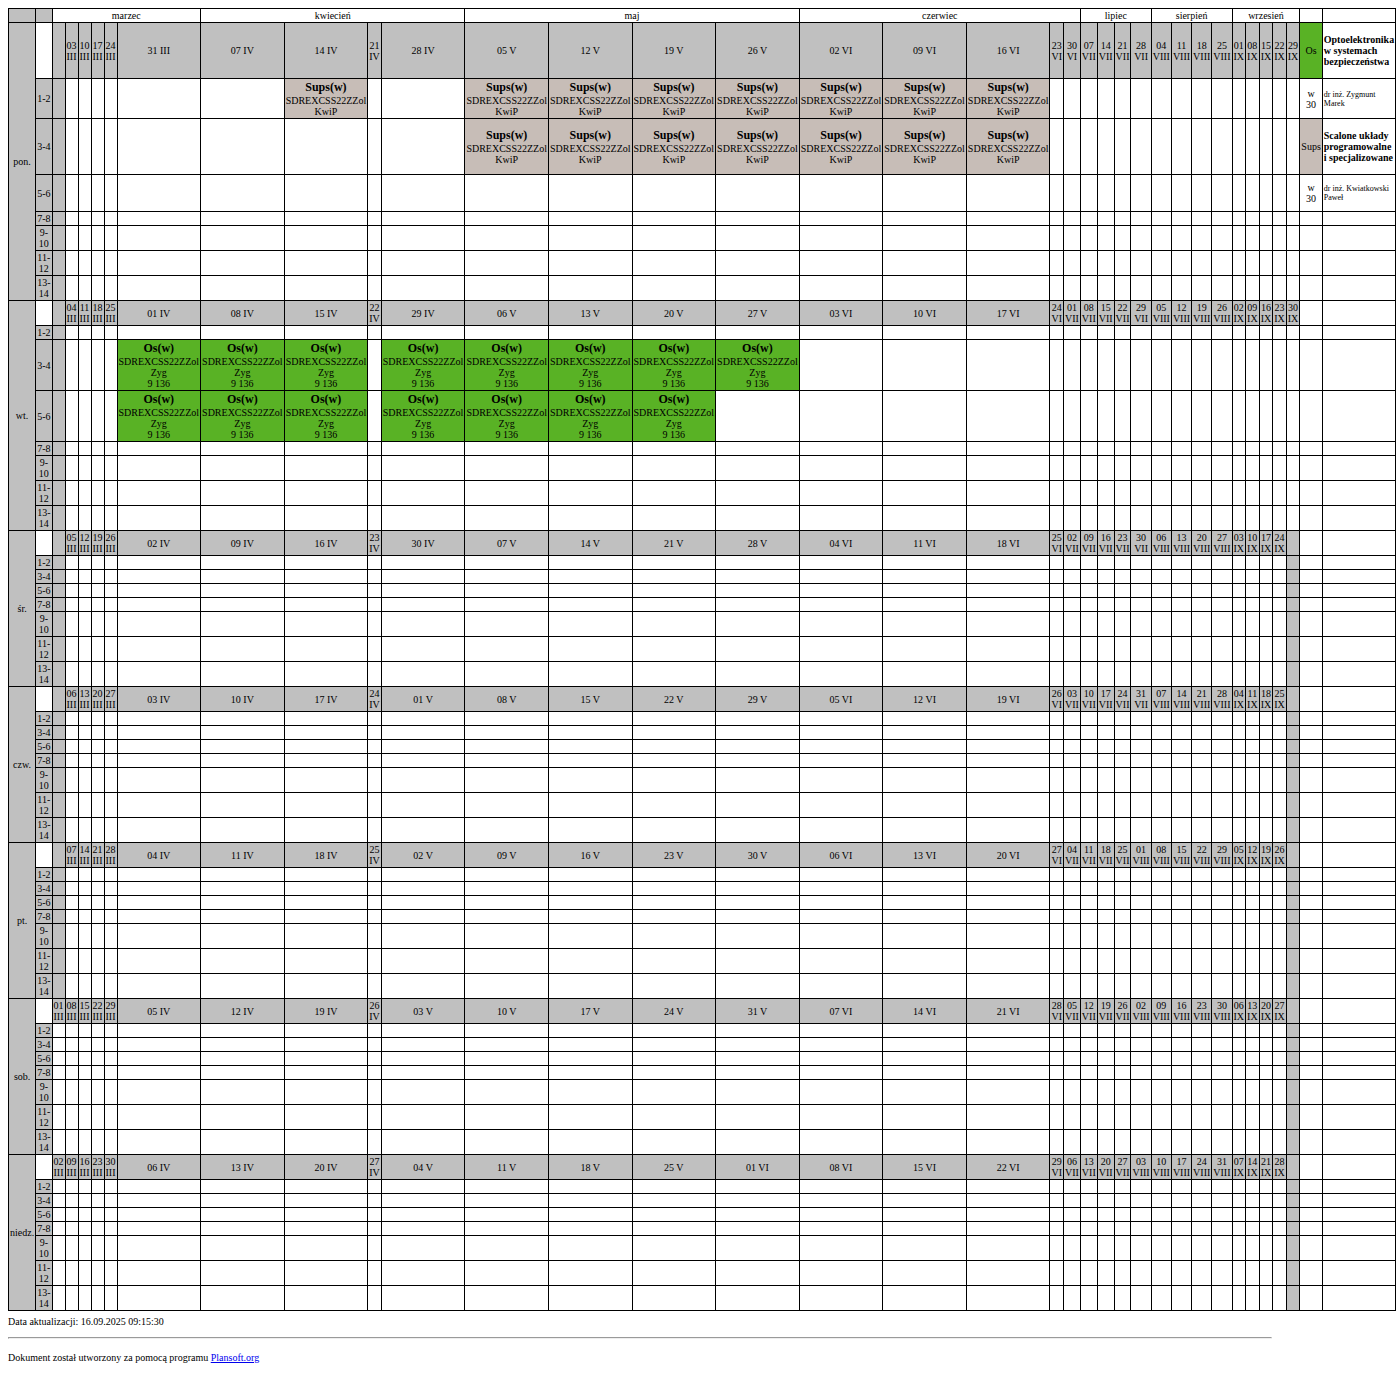 marzec kwiecień maj czerwiec lipiec sierpień wrzesień
pon. 03 III 10 III 17 III 24 III 31 III 07 IV 14 IV 21 IV 28 IV 05 V 12 V 19 V 26 V 02 VI 09 VI 16 VI 23 VI 30 VI 07 VII 14 VII 21 VII 28 VII 04 VIII 11 VIII 18 VIII 25 VIII 01 IX 08 IX 15 IX 22 IX 29 IX Os Optoelektronika w systemach bezpieczeństwa
1-2 Sups(w) Sups(w) Sups(w) Sups(w) Sups(w) Sups(w) Sups(w) Sups(w) w 30 dr inż. Zygmunt Marek
SDREXCSS22ZZol SDREXCSS22ZZol SDREXCSS22ZZol SDREXCSS22ZZol SDREXCSS22ZZol SDREXCSS22ZZol SDREXCSS22ZZol SDREXCSS22ZZol
KwiP KwiP KwiP KwiP KwiP KwiP KwiP KwiP
3-4 Sups(w) Sups(w) Sups(w) Sups(w) Sups(w) Sups(w) Sups(w) Sups Scalone układy programowalne i specjalizowane
SDREXCSS22ZZol SDREXCSS22ZZol SDREXCSS22ZZol SDREXCSS22ZZol SDREXCSS22ZZol SDREXCSS22ZZol SDREXCSS22ZZol
KwiP KwiP KwiP KwiP KwiP KwiP KwiP
5-6 w 30 dr inż. Kwiatkowski Paweł
7-8
9-10
11-12
13-14
wt. 04 III 11 III 18 III 25 III 01 IV 08 IV 15 IV 22 IV 29 IV 06 V 13 V 20 V 27 V 03 VI 10 VI 17 VI 24 VI 01 VII 08 VII 15 VII 22 VII 29 VII 05 VIII 12 VIII 19 VIII 26 VIII 02 IX 09 IX 16 IX 23 IX 30 IX
1-2
3-4 Os(w) Os(w) Os(w) Os(w) Os(w) Os(w) Os(w) Os(w)
SDREXCSS22ZZol SDREXCSS22ZZol SDREXCSS22ZZol SDREXCSS22ZZol SDREXCSS22ZZol SDREXCSS22ZZol SDREXCSS22ZZol SDREXCSS22ZZol
Zyg Zyg Zyg Zyg Zyg Zyg Zyg Zyg
9 136 9 136 9 136 9 136 9 136 9 136 9 136 9 136
5-6 Os(w) Os(w) Os(w) Os(w) Os(w) Os(w) Os(w)
SDREXCSS22ZZol SDREXCSS22ZZol SDREXCSS22ZZol SDREXCSS22ZZol SDREXCSS22ZZol SDREXCSS22ZZol SDREXCSS22ZZol
Zyg Zyg Zyg Zyg Zyg Zyg Zyg
9 136 9 136 9 136 9 136 9 136 9 136 9 136
7-8
9-10
11-12
13-14
śr. 05 III 12 III 19 III 26 III 02 IV 09 IV 16 IV 23 IV 30 IV 07 V 14 V 21 V 28 V 04 VI 11 VI 18 VI 25 VI 02 VII 09 VII 16 VII 23 VII 30 VII 06 VIII 13 VIII 20 VIII 27 VIII 03 IX 10 IX 17 IX 24 IX
1-2
3-4
5-6
7-8
9-10
11-12
13-14
czw. 06 III 13 III 20 III 27 III 03 IV 10 IV 17 IV 24 IV 01 V 08 V 15 V 22 V 29 V 05 VI 12 VI 19 VI 26 VI 03 VII 10 VII 17 VII 24 VII 31 VII 07 VIII 14 VIII 21 VIII 28 VIII 04 IX 11 IX 18 IX 25 IX
1-2
3-4
5-6
7-8
9-10
11-12
13-14
pt. 07 III 14 III 21 III 28 III 04 IV 11 IV 18 IV 25 IV 02 V 09 V 16 V 23 V 30 V 06 VI 13 VI 20 VI 27 VI 04 VII 11 VII 18 VII 25 VII 01 VIII 08 VIII 15 VIII 22 VIII 29 VIII 05 IX 12 IX 19 IX 26 IX
1-2
3-4
5-6
7-8
9-10
11-12
13-14
sob. 01 III 08 III 15 III 22 III 29 III 05 IV 12 IV 19 IV 26 IV 03 V 10 V 17 V 24 V 31 V 07 VI 14 VI 21 VI 28 VI 05 VII 12 VII 19 VII 26 VII 02 VIII 09 VIII 16 VIII 23 VIII 30 VIII 06 IX 13 IX 20 IX 27 IX
1-2
3-4
5-6
7-8
9-10
11-12
13-14
niedz. 02 III 09 III 16 III 23 III 30 III 06 IV 13 IV 20 IV 27 IV 04 V 11 V 18 V 25 V 01 VI 08 VI 15 VI 22 VI 29 VI 06 VII 13 VII 20 VII 27 VII 03 VIII 10 VIII 17 VIII 24 VIII 31 VIII 07 IX 14 IX 21 IX 28 IX
1-2
3-4
5-6
7-8
9-10
11-12
13-14
Data aktualizacji: 16.09.2025 09:15:30
Dokument został utworzony za pomocą programu Plansoft.org